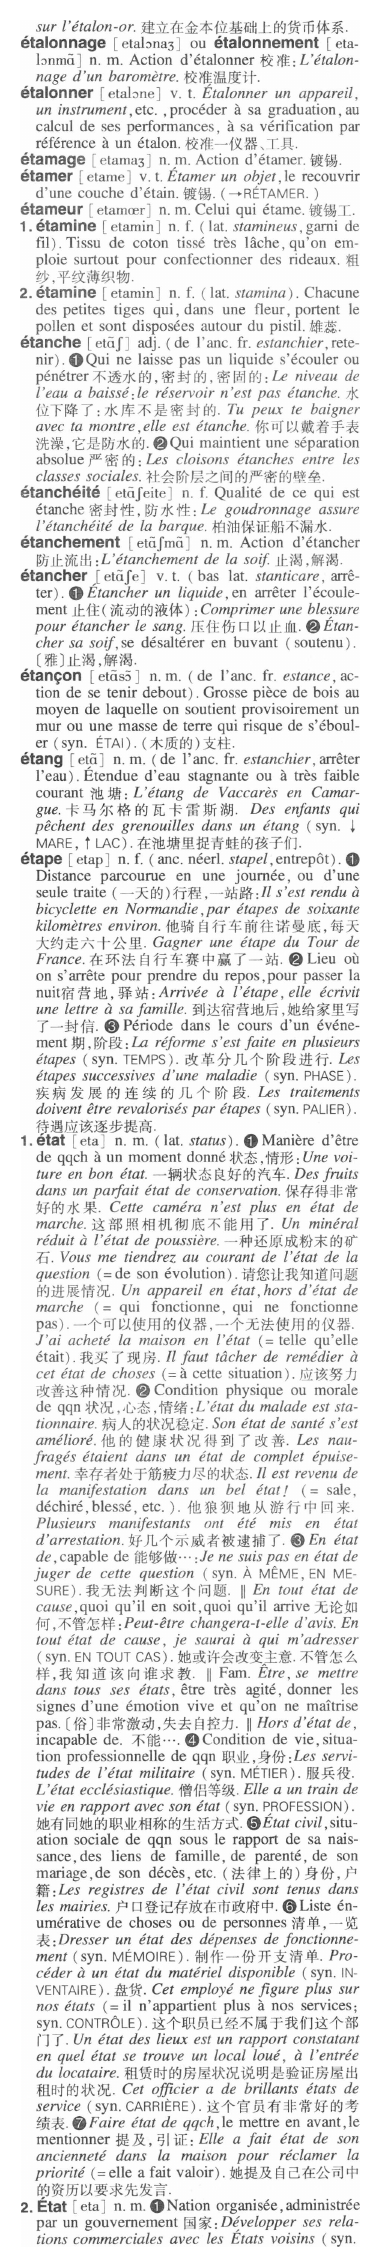 sur l'étalon-or. 建立在金本位基础上的货币体系.
étalonnage [etalɔnaʒ] ou étalonnement [eta-
lɔnmɑ̃] n. m. Action d'étalonner 校准: L'étalon-
nage d'un baromètre. 校准温度计.
étalonner [etalɔne] v. t. Étalonner un appareil,
un instrument, etc. , procéder à sa graduation, au
calcul de ses performances, à sa vérification par
référence à un étalon. 校准一仪器、工具.
étamage [etamaʒ] n. m. Action d'étamer. 镀锡.
étamer [etame] v. t. Étamer un objet, le recouvrir
d'une couche d'étain. 镀锡. (→RÉTAMER. )
étameur [etamœr] n. m. Celui qui étame. 镀锡工.
1. étamine [etamin] n. f. (lat. stamineus, garni de
fil). Tissu de coton tissé très lâche, qu'on em-
ploie surtout pour confectionner des rideaux. 粗
纱,平纹薄织物.
2. étamine [etamin] n. f. (lat. stamina). Chacune
des petites tiges qui, dans une fleur, portent le
pollen et sont disposées autour du pistil. 雄蕊.
étanche [etɑ̃ʃ] adj. (de l'anc. fr. estanchier, rete-
nir). ❶ Qui ne laisse pas un liquide s'écouler ou
pénétrer 不透水的,密封的,密固的: Le niveau de
l'eau a baissé: le réservoir n'est pas étanche. 水
位下降了: 水库不是密封的. Tu peux te baigner
avec ta montre, elle est étanche. 你可以戴着手表
洗澡,它是防水的. ❷ Qui maintient une séparation
absolue 严密的: Les cloisons étanches entre les
classes sociales. 社会阶层之间的严密的壁垒.
étanchéité [etɑ̃ʃeite] n. f. Qualité de ce qui est
étanche 密封性,防水性: Le goudronnage assure
l'étanchéité de la barque. 柏油保证船不漏水.
étanchement [etɑ̃ʃmɑ̃] n. m. Action d'étancher
防止流出: L'étanchement de la soif. 止渴,解渴.
étancher [etɑ̃ʃe] v. t. (bas lat. stanticare, arrê-
ter). ❶ Étancher un liquide, en arrêter l'écoule-
ment 止住(流动的液体): Comprimer une blessure
pour étancher le sang. 压住伤口以止血. ❷ Étan-
cher sa soif, se désaltérer en buvant (soutenu).
〔雅〕止渴,解渴.
étançon [etɑ̃sɔ̃] n. m. (de l'anc. fr. estance, ac-
tion de se tenir debout). Grosse pièce de bois au
moyen de laquelle on soutient provisoirement un
mur ou une masse de terre qui risque de s'éboul-
er (syn. ÉTAI). (木质的)支柱.
étang [etɑ̃] n. m. (de l'anc. fr. estanchier, arrêter
l'eau). Étendue d'eau stagnante ou à très faible
courant 池塘: L'étang de Vaccarès en Camar-
gue. 卡马尔格的瓦卡雷斯湖. Des enfants qui
pêchent des grenouilles dans un étang (syn. ↓
MARE, ↑ LAC). 在池塘里捉青蛙的孩子们.
étape [etap] n. f. (anc. néerl. stapel, entrepôt). ❶
Distance parcourue en une journée, ou d'une
seule traite (一天的)行程,一站路: Il s'est rendu à
bicyclette en Normandie, par étapes de soixante
kilomètres environ. 他骑自行车前往诺曼底,每天
大约走六十公里. Gagner une étape du Tour de
France. 在环法自行车赛中赢了一站. ❷ Lieu où
on s'arrête pour prendre du repos, pour passer la
nuit宿营地,驿站: Arrivée à l'étape, elle écrivit
une lettre à sa famille. 到达宿营地后,她给家里写
了一封信. ❸ Période dans le cours d'un événe-
ment 期,阶段: La réforme s'est faite en plusieurs
étapes (syn. TEMPS). 改革分几个阶段进行. Les
étapes successives d'une maladie (syn. PHASE).
疾病发展的连续的几个阶段. Les traitements
doivent être revalorisés par étapes (syn. PALIER).
待遇应该逐步提高.
1. état [eta] n. m. (lat. status). ❶ Manière d'être
de qqch à un moment donné 状态,情形: Une voi-
ture en bon état. 一辆状态良好的汽车. Des fruits
dans un parfait état de conservation. 保存得非常
好的水果. Cette caméra n'est plus en état de
marche. 这部照相机彻底不能用了. Un minéral
réduit à l'état de poussière. 一种还原成粉末的矿
石. Vous me tiendrez au courant de l'état de la
question (= de son évolution). 请您让我知道问题
的进展情况. Un appareil en état, hors d'état de
marche (= qui fonctionne, qui ne fonctionne
pas). 一个可以使用的仪器,一个无法使用的仪器.
J'ai acheté la maison en l'état (= telle qu'elle
était). 我买了现房. Il faut tâcher de remédier à
cet état de choses (= à cette situation). 应该努力
改善这种情况. ❷ Condition physique ou morale
de qqn 状况,心态,情绪: L'état du malade est sta-
tionnaire. 病人的状况稳定. Son état de santé s'est
amélioré. 他的健康状况得到了改善. Les nau-
fragés étaient dans un état de complet épuise-
ment. 幸存者处于筋疲力尽的状态. Il est revenu de
la manifestation dans un bel état! (= sale,
déchiré, blessé, etc. ). 他狼狈地从游行中回来.
Plusieurs manifestants ont été mis en état
d'arrestation. 好几个示威者被逮捕了. ❸ En état
de, capable de 能够做…: Je ne suis pas en état de
juger de cette question (syn. À MÊME, EN ME-
SURE). 我无法判断这个问题. ‖ En tout état de
cause, quoi qu'il en soit, quoi qu'il arrive 无论如
何,不管怎样: Peut-être changera-t-elle d'avis. En
tout état de cause, je saurai à qui m'adresser
(syn. EN TOUT CAS). 她或许会改变主意. 不管怎么
样,我知道该向谁求教. ‖ Fam. Être, se mettre
dans tous ses états, être très agité, donner les
signes d'une émotion vive et qu'on ne maîtrise
pas. 〔俗〕非常激动,失去自控力. ‖ Hors d'état de,
incapable de. 不能…. ❹ Condition de vie, situa-
tion professionnelle de qqn 职业,身份: Les servi-
tudes de l'état militaire (syn. MÉTIER). 服兵役.
L'état ecclésiastique. 僧侣等级. Elle a un train de
vie en rapport avec son état (syn. PROFESSION).
她有同她的职业相称的生活方式. ❺ État civil, situ-
ation sociale de qqn sous le rapport de sa nais-
sance, des liens de famille, de parenté, de son
mariage, de son décès, etc. (法律上的)身份,户
籍: Les registres de l'état civil sont tenus dans
les mairies. 户口登记存放在市政府中. ❻ Liste én-
umérative de choses ou de personnes 清单,一览
表: Dresser un état des dépenses de fonctionne-
ment (syn. MÉMOIRE). 制作一份开支清单. Pro-
céder à un état du matériel disponible (syn. IN-
VENTAIRE). 盘货. Cet employé ne figure plus sur
nos états (= il n'appartient plus à nos services;
syn. CONTRÔLE). 这个职员已经不属于我们这个部
门了. Un état des lieux est un rapport constatant
en quel état se trouve un local loué, à l'entrée
du locataire. 租赁时的房屋状况说明是验证房屋出
租时的状况. Cet officier a de brillants états de
service (syn. CARRIÈRE). 这个官员有非常好的考
绩表. ❼ Faire état de qqch, le mettre en avant, le
mentionner 提及,引证: Elle a fait état de son
ancienneté dans la maison pour réclamer la
priorité (= elle a fait valoir). 她提及自己在公司中
的资历以要求先发言.
2. État [eta] n. m. ❶ Nation organisée, administrée
par un gouvernement 国家: Développer ses rela-
tions commerciales avec les États voisins (syn.